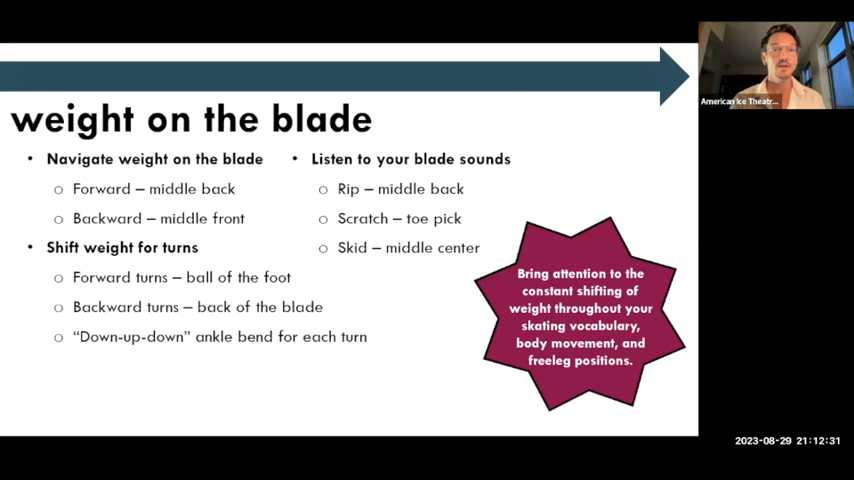 weight on the blade
• Navigate weight on the blade
○ Forward – middle back
○ Backward – middle front
• Shift weight for turns
○ Forward turns – ball of the foot
○ Backward turns – back of the blade
○ “Down-up-down” ankle bend for each turn
• Listen to your blade sounds
○ Rip – middle back
○ Scratch – toe pick
○ Skid – middle center
Bring attention to the
constant shifting of
weight throughout your
skating vocabulary,
body movement, and
freeleg positions.
American Ice Theatr...
2023-08-29 21:12:31